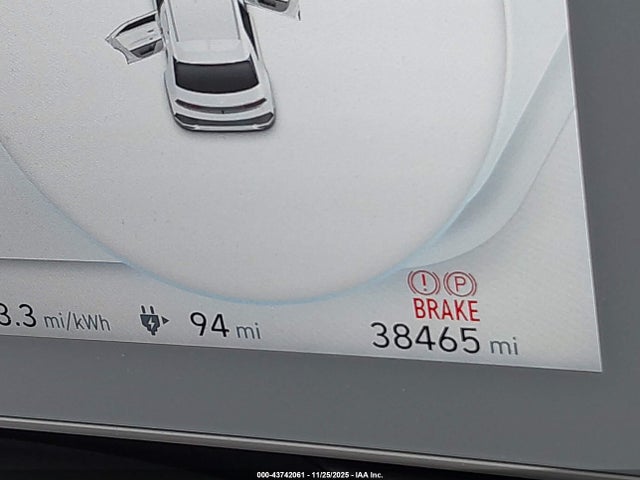 ! P
BRAKE
3.3 mi/kWh 94 mi 38465 mi
000-43742061 - 11/25/2025 - IAA Inc.